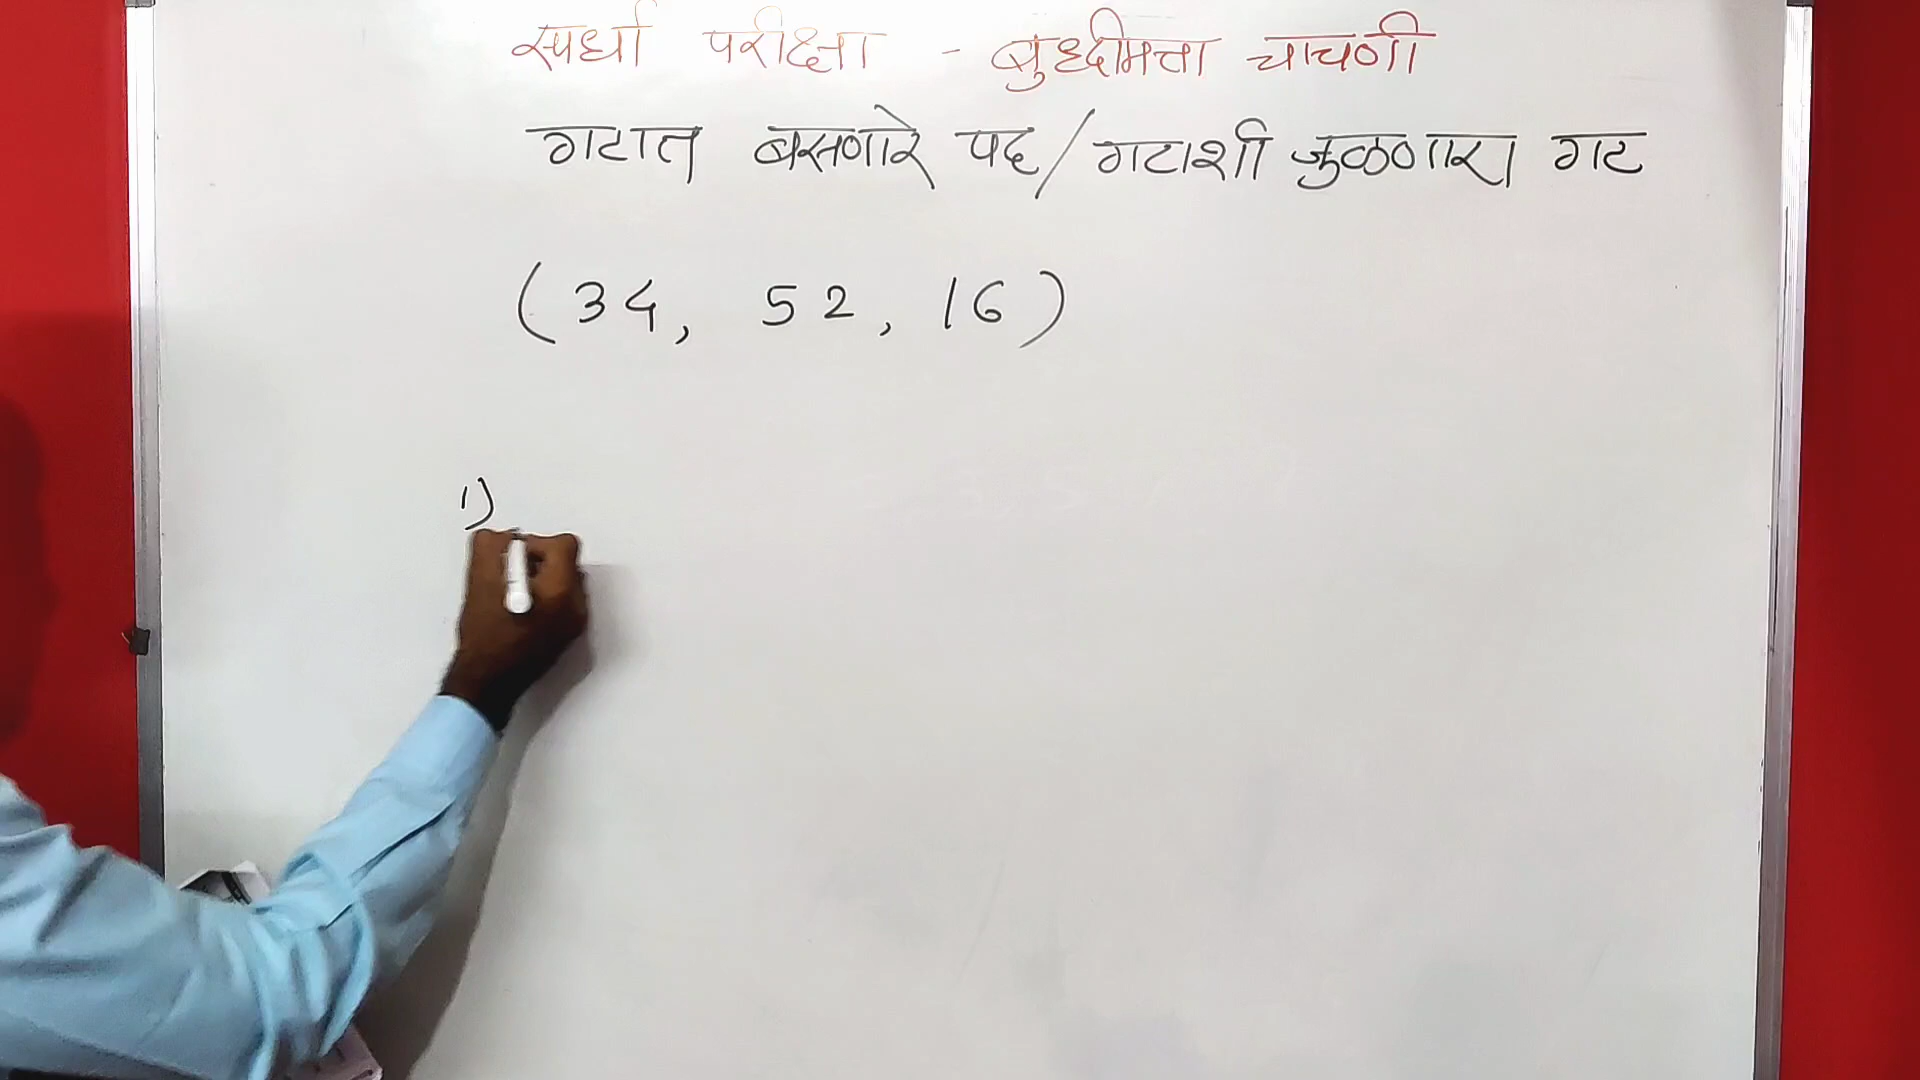 स्पर्धा परीक्षा - बुध्दीमत्ता चाचणी
गटात बसणारे पद/गटाशी जुळणारा गट
(34, 52, 16)
1)